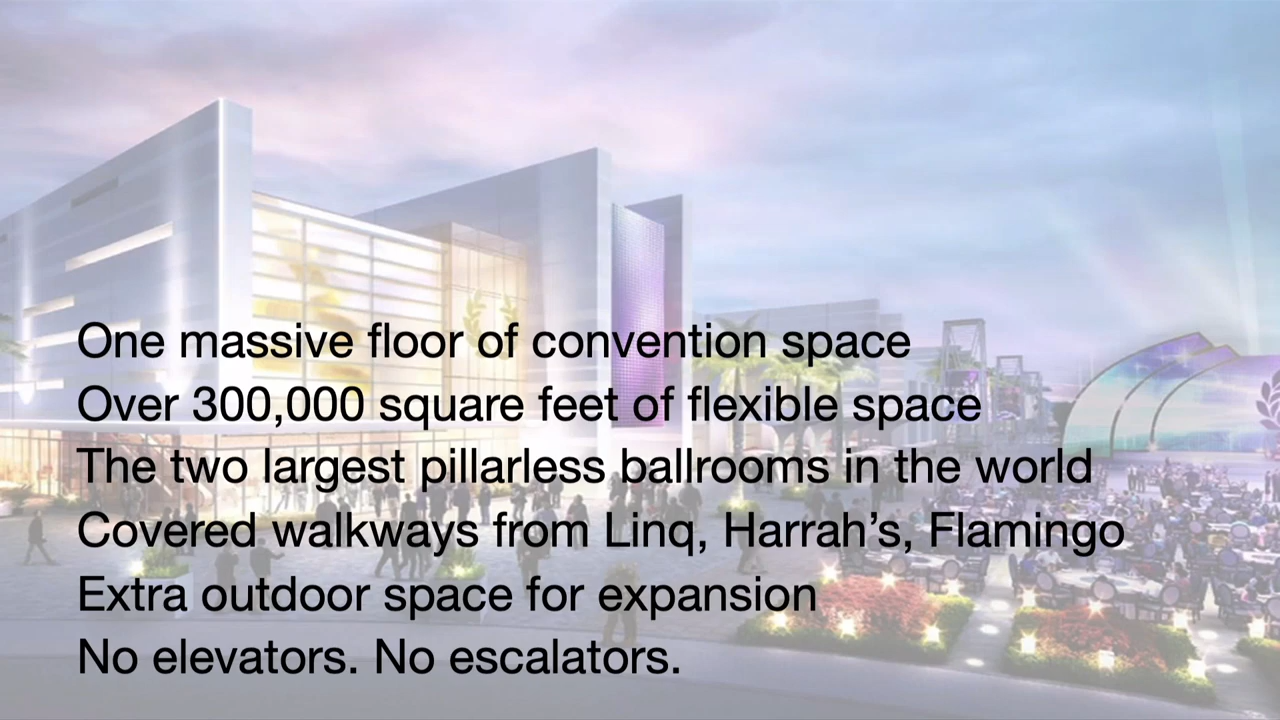 One massive floor of convention space
Over 300,000 square feet of flexible space
The two largest pillarless ballrooms in the world
Covered walkways from Linq, Harrah’s, Flamingo
Extra outdoor space for expansion
No elevators. No escalators.